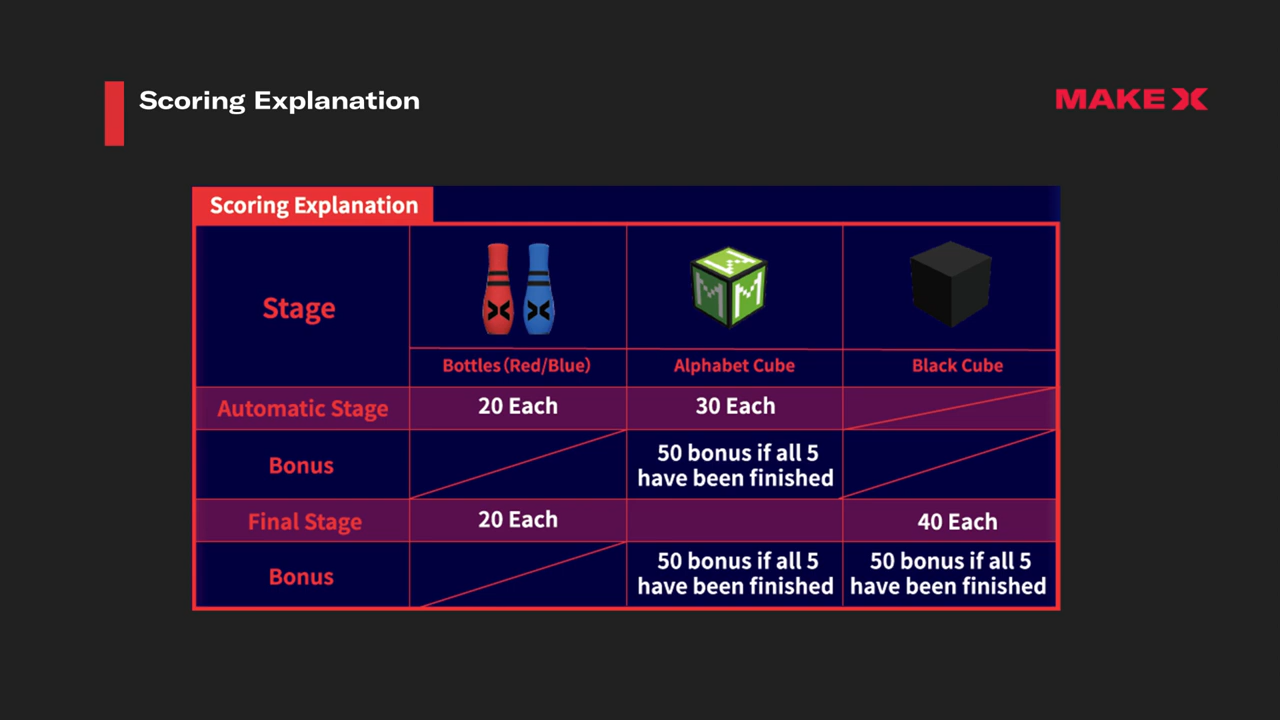 Scoring Explanation
MAKE X
Scoring Explanation
Stage
Bottles(Red/Blue)
Alphabet Cube
Black Cube
Automatic Stage
20 Each
30 Each
Bonus
50 bonus if all 5
have been finished
Final Stage
20 Each
40 Each
Bonus
50 bonus if all 5
have been finished
50 bonus if all 5
have been finished